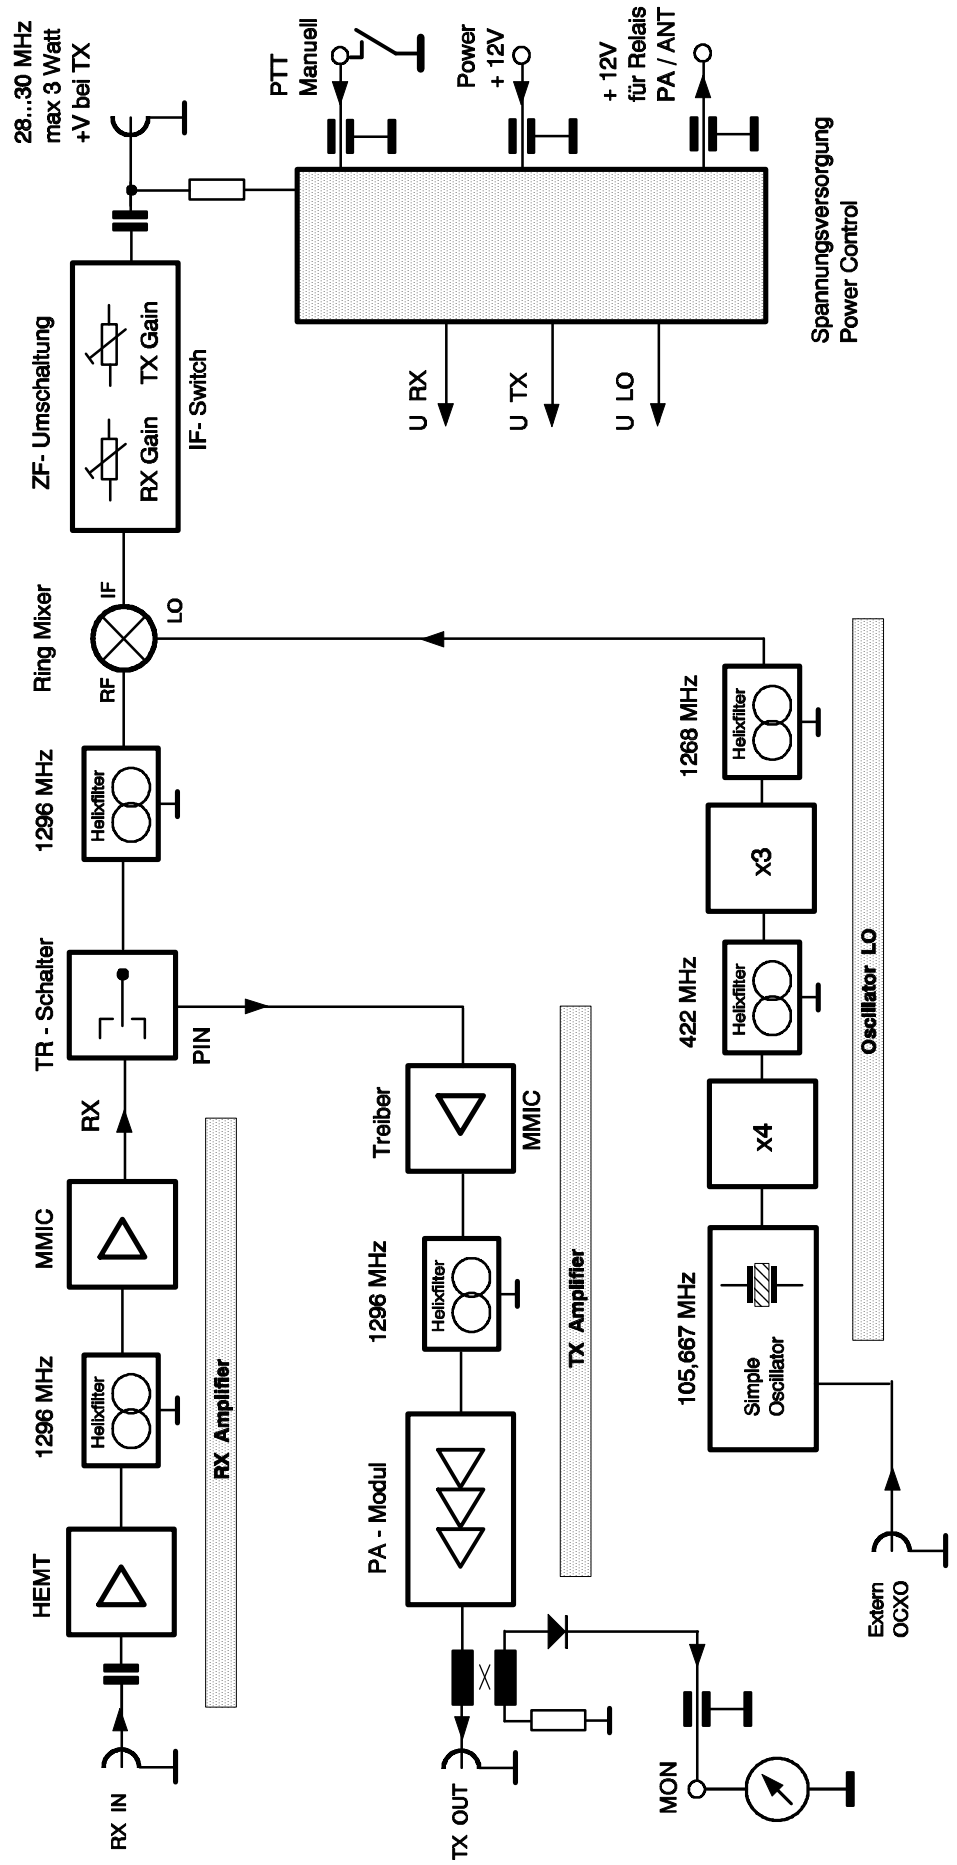 RX IN
HEMT
1296 MHz
Helixfilter
MMIC
RX
TR - Schalter
PIN
1296 MHz
Helixfilter
Ring Mixer
RF
IF
LO
ZF- Umschaltung
RX Gain
TX Gain
IF- Switch
28...30 MHz
max 3 Watt
+V bei TX
RX Amplifier
TX OUT
PA - Modul
1296 MHz
Helixfilter
Treiber
MMIC
TX Amplifier
U RX
U TX
U LO
PTT
Manuell
Power
+ 12V
+ 12V
für Relais
PA / ANT
Spannungsversorgung
Power Control
MON
105,667 MHz
Simple
Oscillator
x4
422 MHz
Helixfilter
x3
1268 MHz
Helixfilter
Oscillator LO
Extern
OCXO